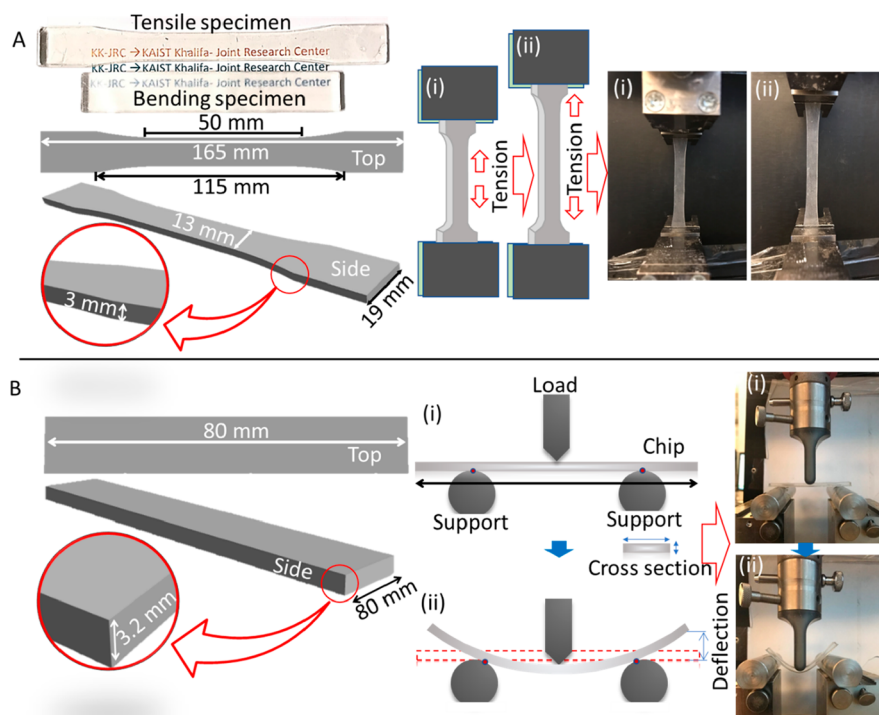 A
Tensile specimen
KK-JRC → KAIST Khalifa- Joint Research Center
KK-JRC → KAIST Khalifa- Joint Research Center
KK-JRC → KAIST Khalifa- Joint Research Center
Bending specimen
50 mm
165 mm
Top
115 mm
13 mm
Side
19 mm
3 mm
(i)
Tension
(ii)
Tension
(i)
(ii)
B
80 mm
Top
Side
80 mm
3.2 mm
(i)
Load
Chip
Support
Support
Cross section
(ii)
Deflection
(i)
(ii)